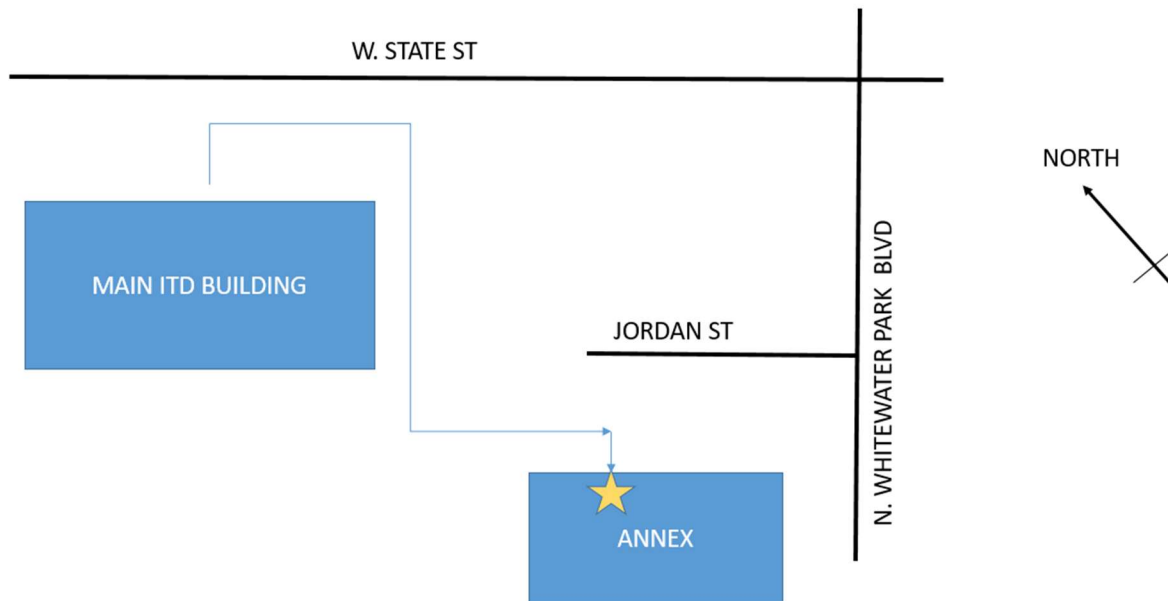 W. STATE ST
NORTH
MAIN ITD BUILDING
N. WHITEWATER PARK BLVD
JORDAN ST
ANNEX